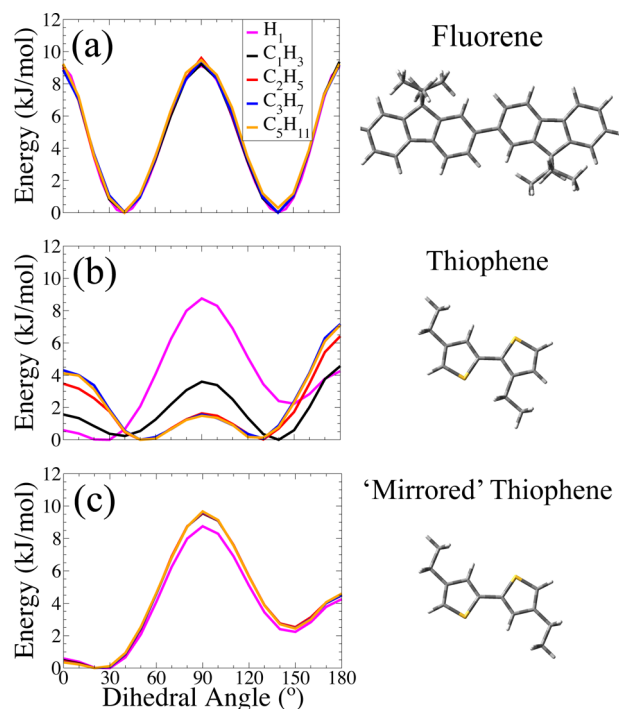 Fluorene
(a)
H₁
C₁H₃
C₂H₅
C₃H₇
C₅H₁₁
Energy (kJ/mol)
12
10
8
6
4
2
0
Thiophene
(b)
Energy (kJ/mol)
12
10
8
6
4
2
0
'Mirrored' Thiophene
(c)
Energy (kJ/mol)
12
10
8
6
4
2
0
0 30 60 90 120 150 180
Dihedral Angle (º)